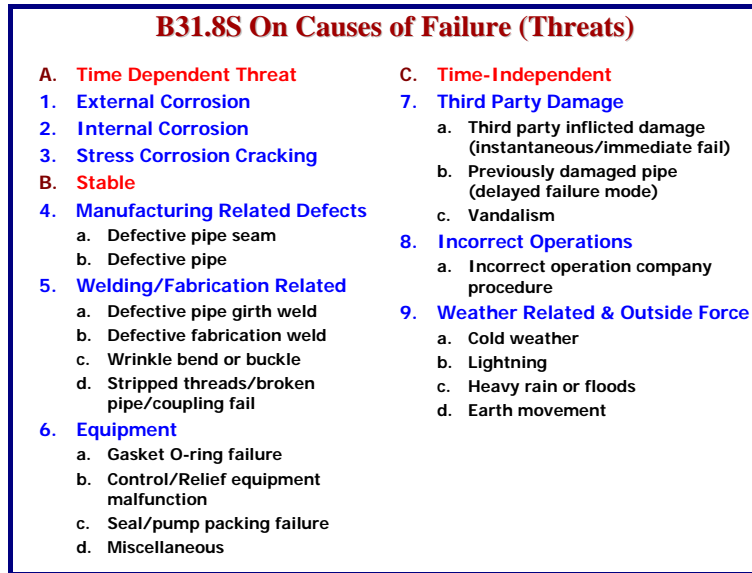 B31.8S On Causes of Failure (Threats)
A. Time Dependent Threat
1. External Corrosion
2. Internal Corrosion
3. Stress Corrosion Cracking
B. Stable
4. Manufacturing Related Defects
a. Defective pipe seam
b. Defective pipe
5. Welding/Fabrication Related
a. Defective pipe girth weld
b. Defective fabrication weld
c. Wrinkle bend or buckle
d. Stripped threads/broken
pipe/coupling fail
6. Equipment
a. Gasket O-ring failure
b. Control/Relief equipment
malfunction
c. Seal/pump packing failure
d. Miscellaneous
C. Time-Independent
7. Third Party Damage
a. Third party inflicted damage
(instantaneous/immediate fail)
b. Previously damaged pipe
(delayed failure mode)
c. Vandalism
8. Incorrect Operations
a. Incorrect operation company
procedure
9. Weather Related & Outside Force
a. Cold weather
b. Lightning
c. Heavy rain or floods
d. Earth movement